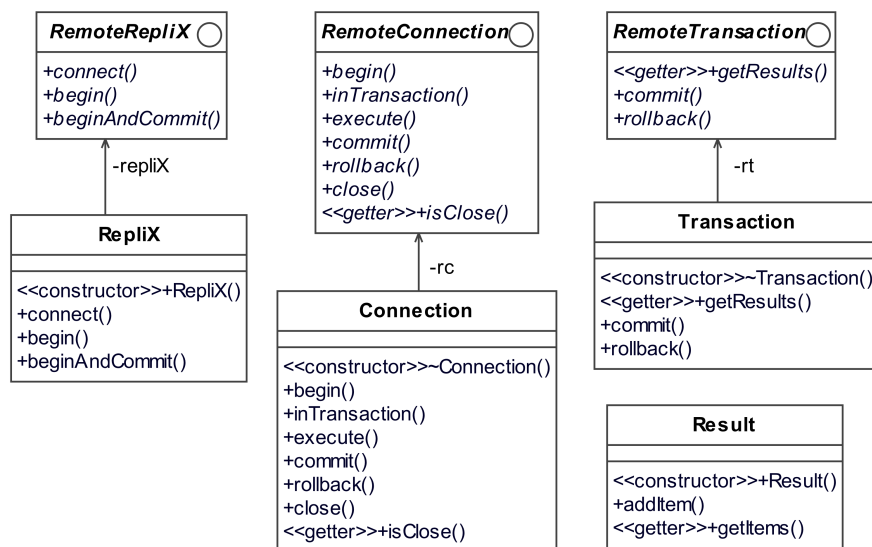 RemoteRepliX
+connect()
+begin()
+beginAndCommit()
-repliX
RepliX
<<constructor>>+RepliX()
+connect()
+begin()
+beginAndCommit()
RemoteConnection
+begin()
+inTransaction()
+execute()
+commit()
+rollback()
+close()
<<getter>>+isClose()
-rc
Connection
<<constructor>>~Connection()
+begin()
+inTransaction()
+execute()
+commit()
+rollback()
+close()
<<getter>>+isClose()
RemoteTransaction
<<getter>>+getResults()
+commit()
+rollback()
-rt
Transaction
<<constructor>>~Transaction()
<<getter>>+getResults()
+commit()
+rollback()
Result
<<constructor>>+Result()
+addItem()
<<getter>>+getItems()